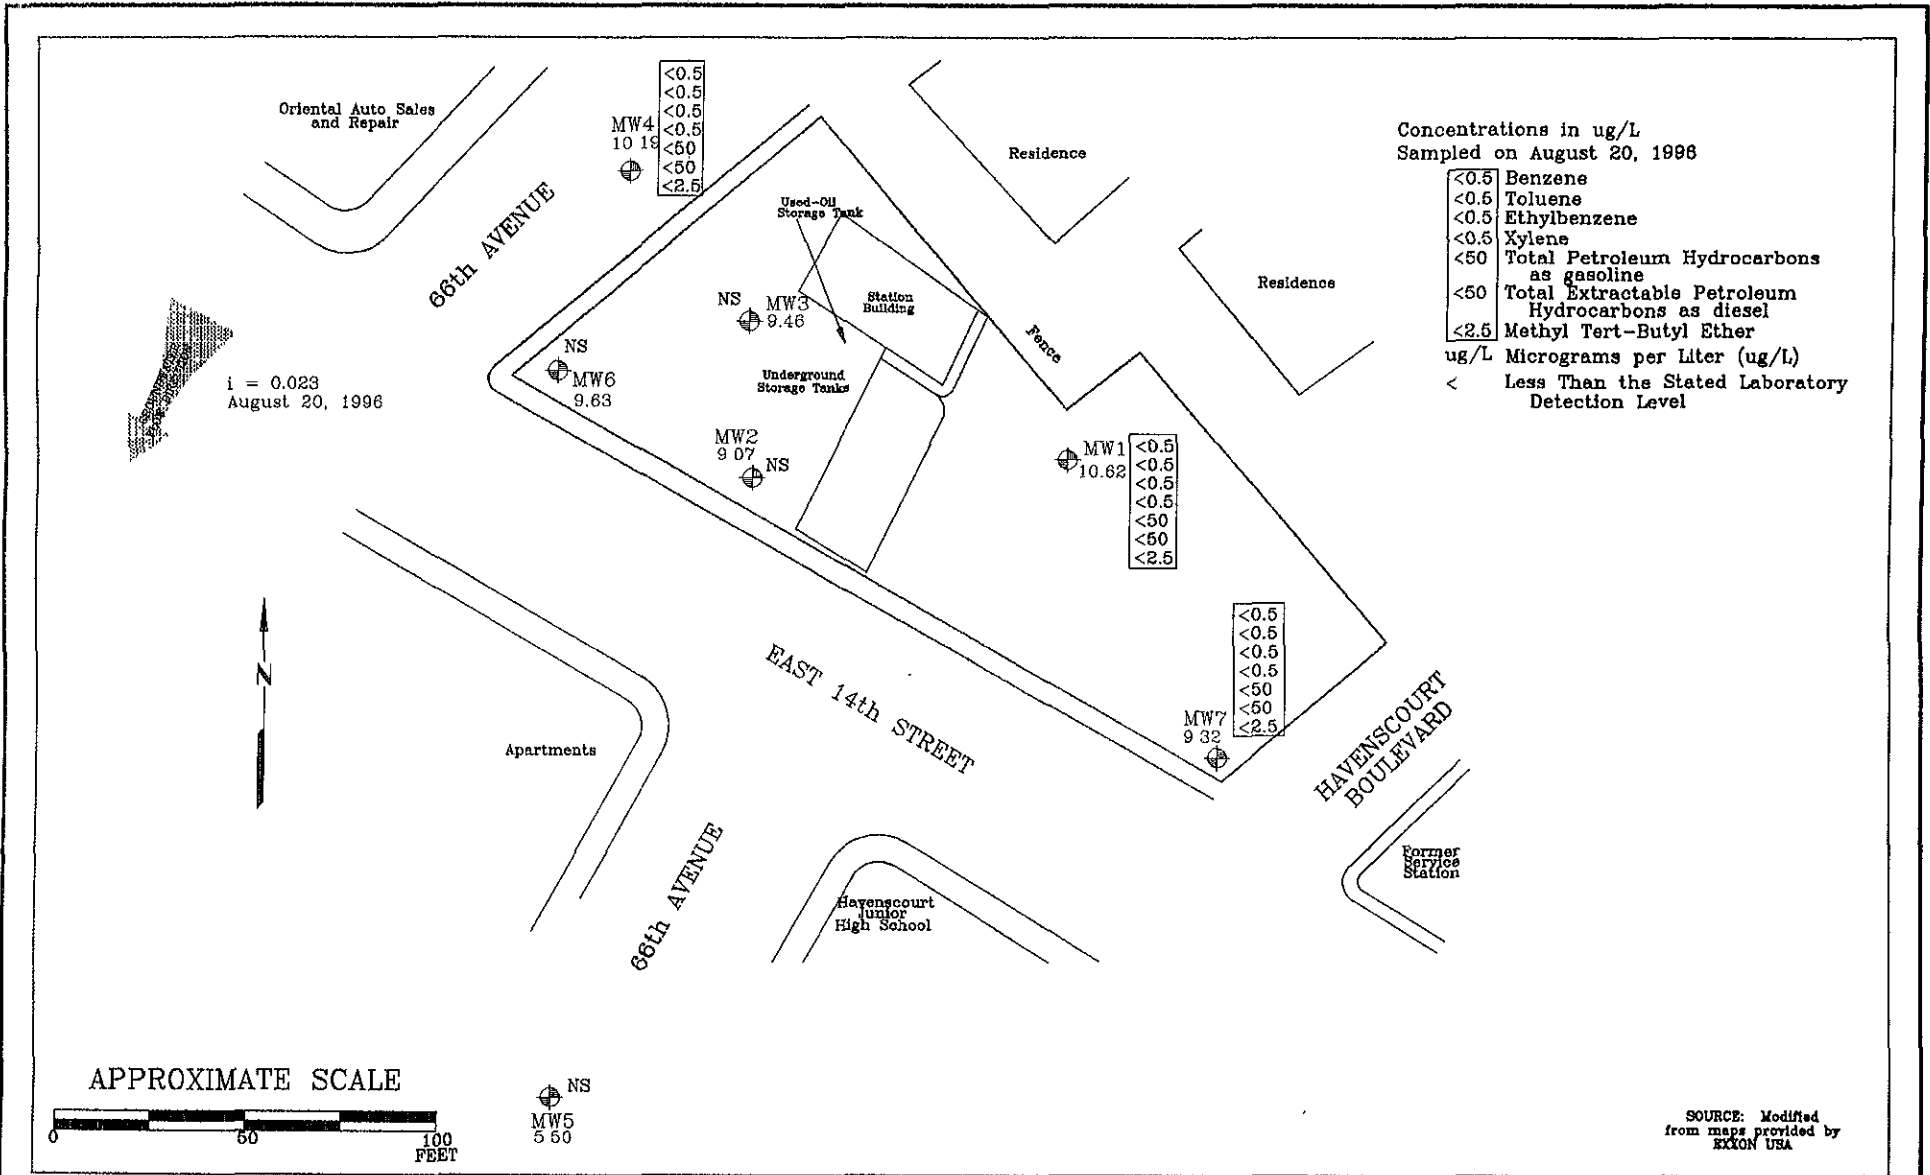 Oriental Auto Sales
and Repair
66th AVENUE
MW4
10 19
<0.5
<0.5
<0.5
<0.5
<50
<50
<2.5
Residence
Residence
Concentrations in ug/L
Sampled on August 20, 1996
<0.5 Benzene
<0.5 Toluene
<0.5 Ethylbenzene
<0.5 Xylene
<50 Total Petroleum Hydrocarbons
as gasoline
<50 Total Extractable Petroleum
Hydrocarbons as diesel
<2.5 Methyl Tert-Butyl Ether
ug/L Micrograms per Liter (ug/L)
< Less Than the Stated Laboratory
Detection Level
Used-Oil
Storage Tank
Station
Building
Fence
NS
MW3
9.46
NS
MW6
9.63
Underground
Storage Tanks
i = 0.023
August 20, 1996
MW2
9 07
NS
MW1
10.62
<0.5
<0.5
<0.5
<0.5
<50
<50
<2.5
N
EAST 14th STREET
MW7
9 32
<0.5
<0.5
<0.5
<0.5
<50
<50
<2.5
HAVENSCOURT
BOULEVARD
Apartments
66th AVENUE
Havenscourt
Junior
High School
Former
Service
Station
APPROXIMATE SCALE
0 50 100
FEET
NS
MW5
5 50
SOURCE: Modified
from maps provided by
EXXON USA